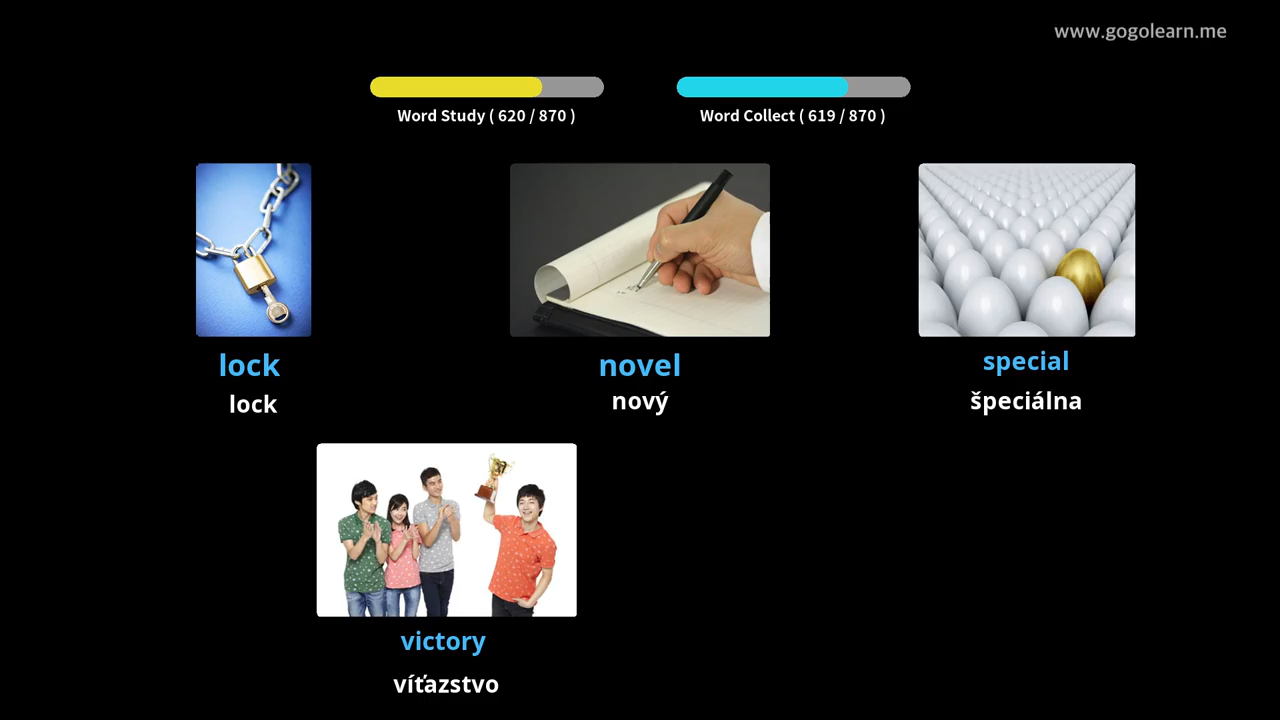 www.gogolearn.me
Word Study ( 620 / 870 )
Word Collect ( 619 / 870 )
lock
lock
novel
nový
special
špeciálna
victory
víťazstvo